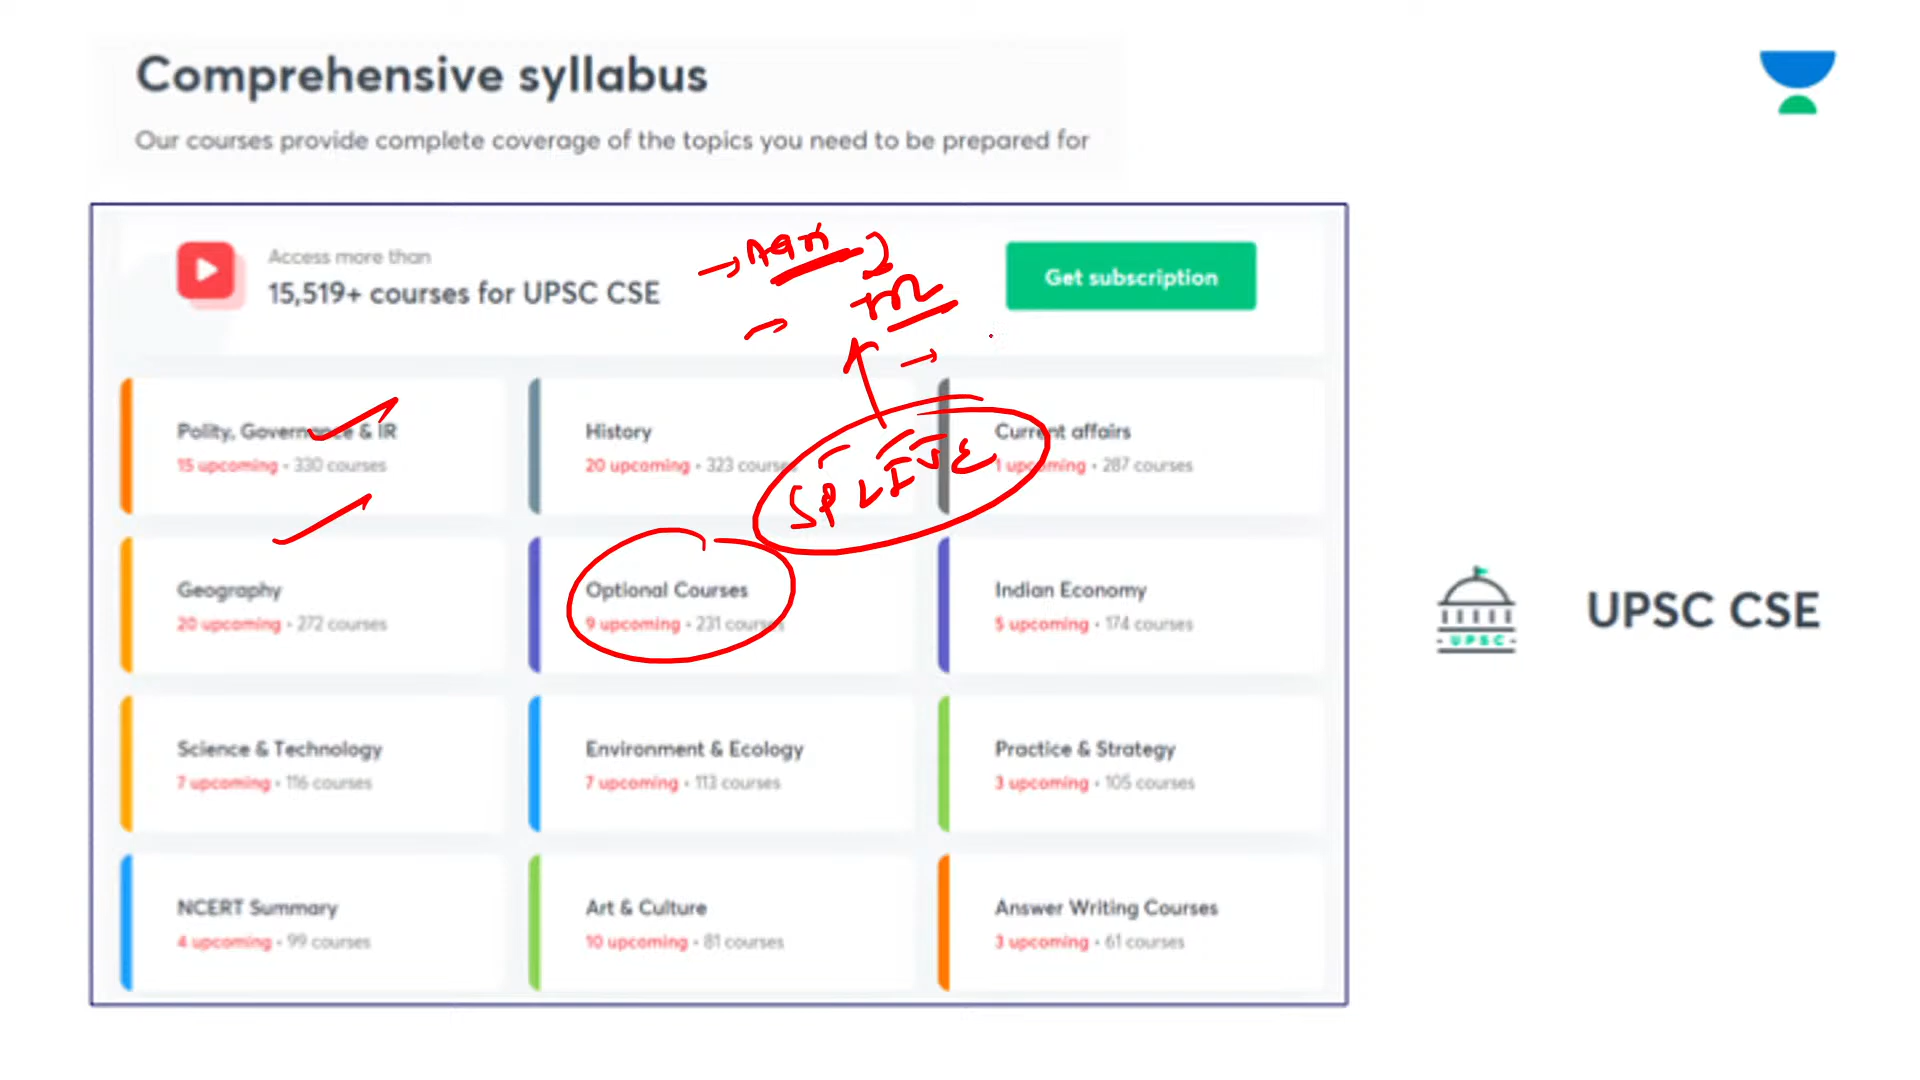 Comprehensive syllabus
Our courses provide complete coverage of the topics you need to be prepared for
Access more than
15,519+ courses for UPSC CSE
Get subscription
Polity, Governance & IR
15 upcoming • 330 courses
History
20 upcoming • 323 courses
Current affairs
1 upcoming • 287 courses
SPLIVE
Geography
20 upcoming • 272 courses
Optional Courses
9 upcoming • 231 courses
Indian Economy
5 upcoming • 174 courses
UPSC
UPSC CSE
Science & Technology
7 upcoming • 116 courses
Environment & Ecology
7 upcoming • 113 courses
Practice & Strategy
3 upcoming • 105 courses
NCERT Summary
4 upcoming • 99 courses
Art & Culture
10 upcoming • 81 courses
Answer Writing Courses
3 upcoming • 61 courses